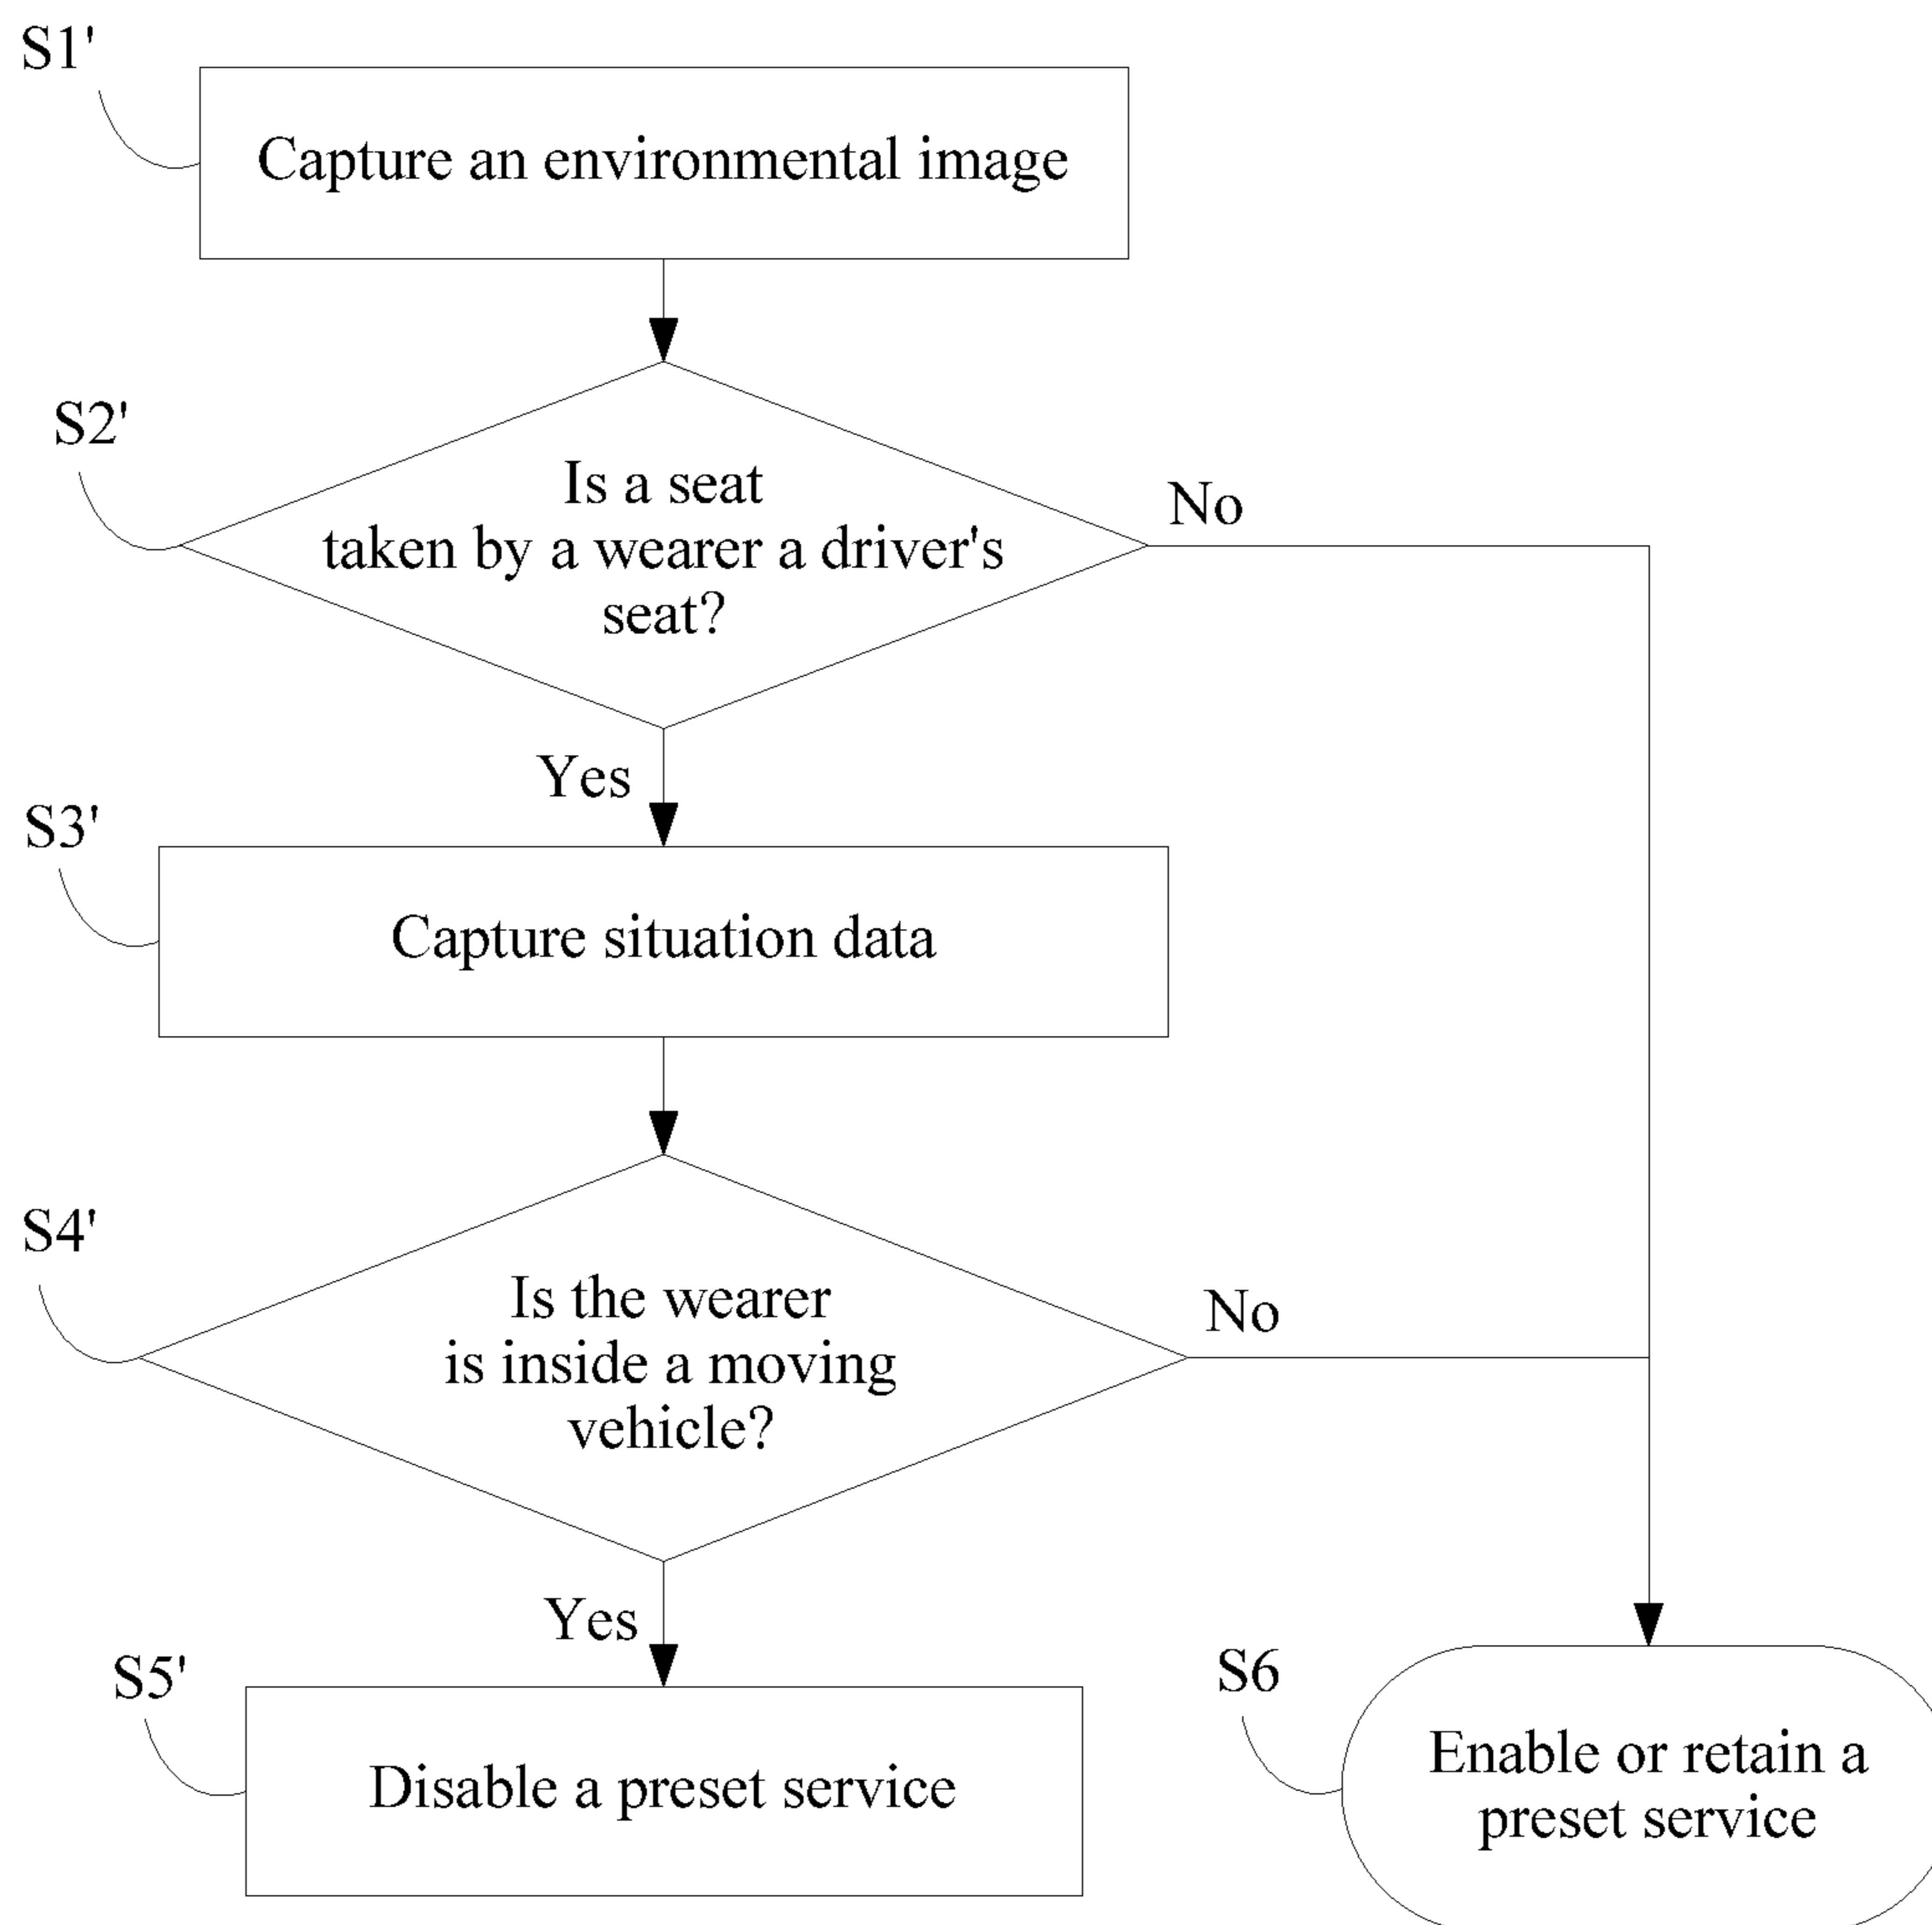 S1'
Capture an environmental image
S2'
Is a seat
taken by a wearer a driver's
seat?
No
Yes
S3'
Capture situation data
S4'
Is the wearer
is inside a moving
vehicle?
No
Yes
S5'
Disable a preset service
S6
Enable or retain a
preset service